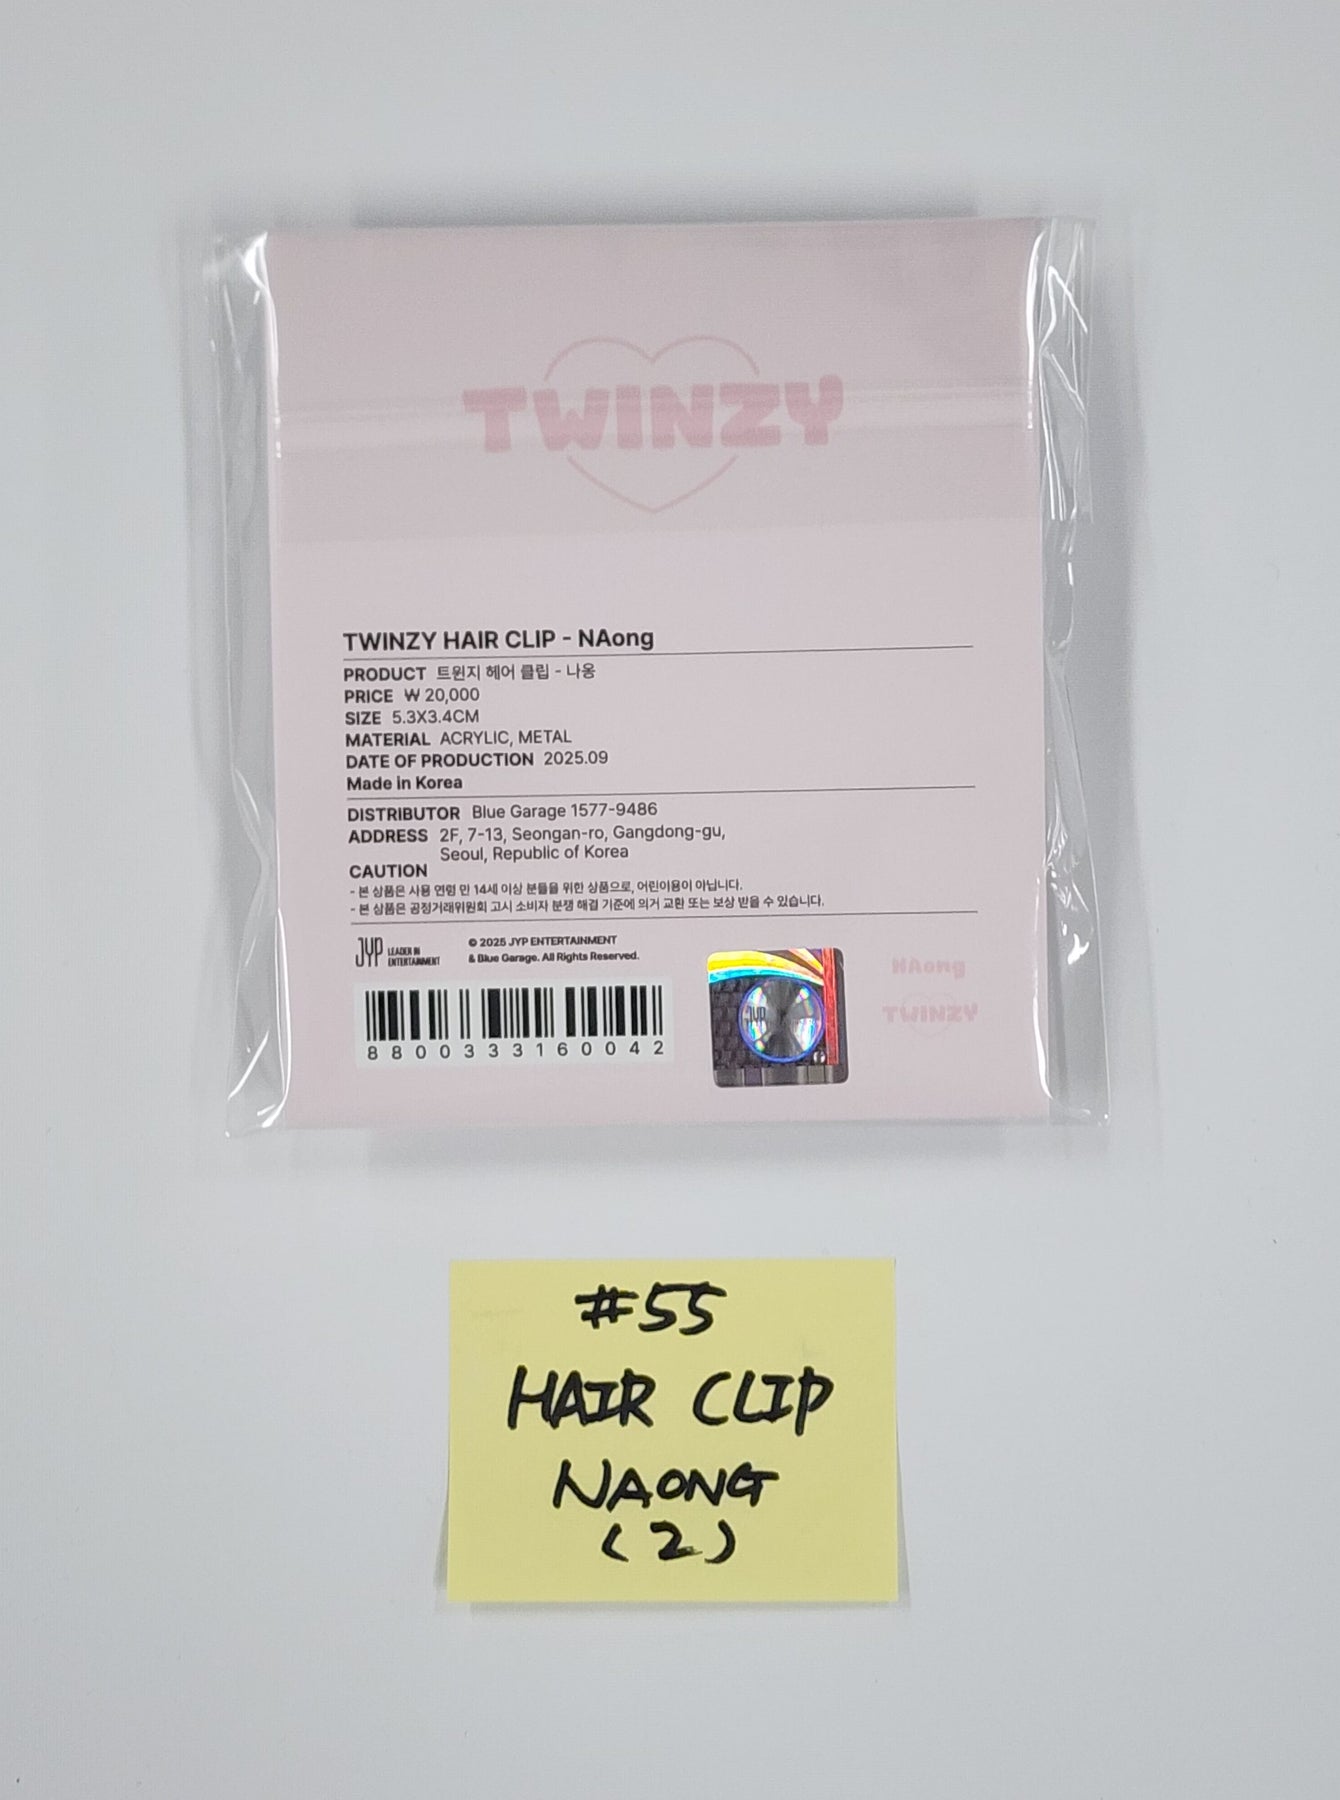 TWINZY
TWINZY HAIR CLIP - NAong
PRODUCT 트윈지 헤어 클립 - 나옹
PRICE ₩ 20,000
SIZE 5.3X3.4CM
MATERIAL ACRYLIC, METAL
DATE OF PRODUCTION 2025.09
Made in Korea
DISTRIBUTOR Blue Garage 1577-9486
ADDRESS 2F, 7-13, Seongan-ro, Gangdong-gu,
Seoul, Republic of Korea
CAUTION
- 본 상품은 사용 연령 만 14세 이상 분들을 위한 상품으로, 어린이용이 아닙니다.
- 본 상품은 공정거래위원회 고시 소비자 분쟁 해결 기준에 의거 교환 또는 보상 받을 수 있습니다.
JYP LEADER IN
ENTERTAINMENT
© 2025 JYP ENTERTAINMENT
& Blue Garage. All Rights Reserved.
8800333160042
JYP
NAong
TWINZY
#55
HAIR CLIP
NAONG
(2)